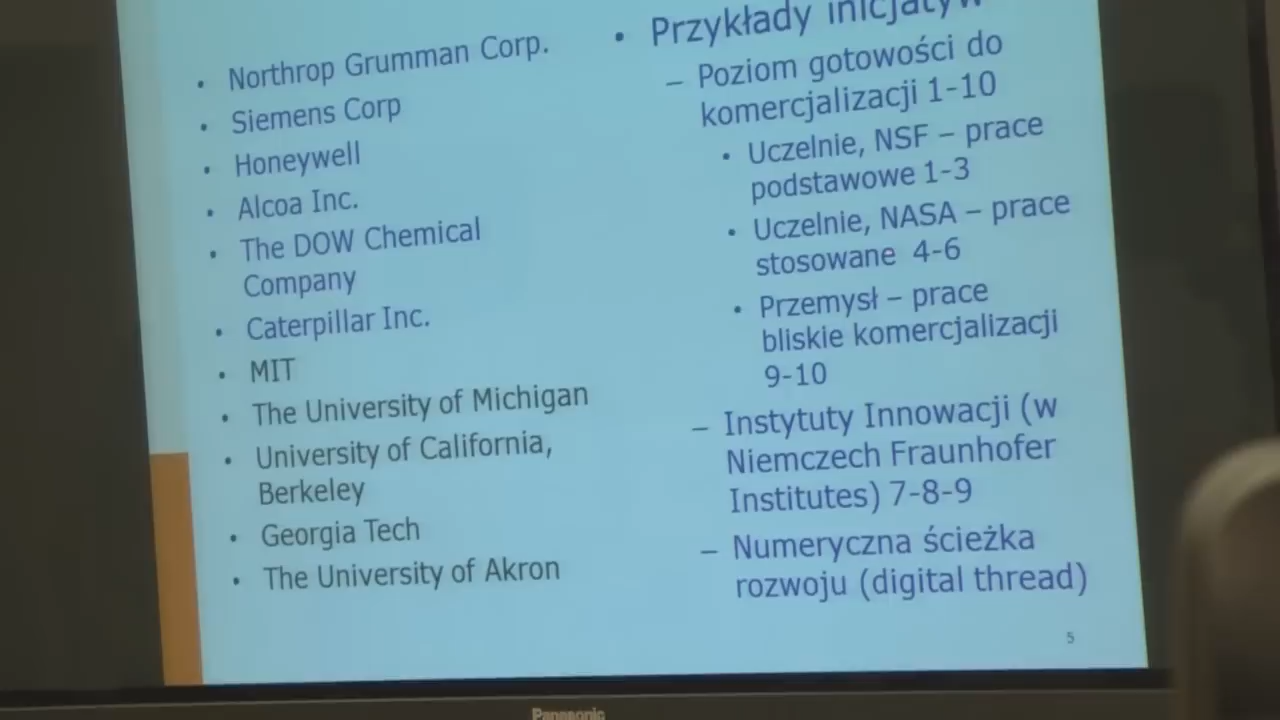 Northrop Grumman Corp.
Siemens Corp
Honeywell
Alcoa Inc.
The DOW Chemical
Company
Caterpillar Inc.
MIT
The University of Michigan
University of California,
Berkeley
Georgia Tech
The University of Akron
Przykłady inicjatyw
– Poziom gotowości do
komercjalizacji 1-10
Uczelnie, NSF – prace
podstawowe 1-3
Uczelnie, NASA – prace
stosowane 4-6
Przemysł – prace
bliskie komercjalizacji
9-10
– Instytuty Innowacji (w
Niemczech Fraunhofer
Institutes) 7-8-9
– Numeryczna ścieżka
rozwoju (digital thread)
5
Panasonic